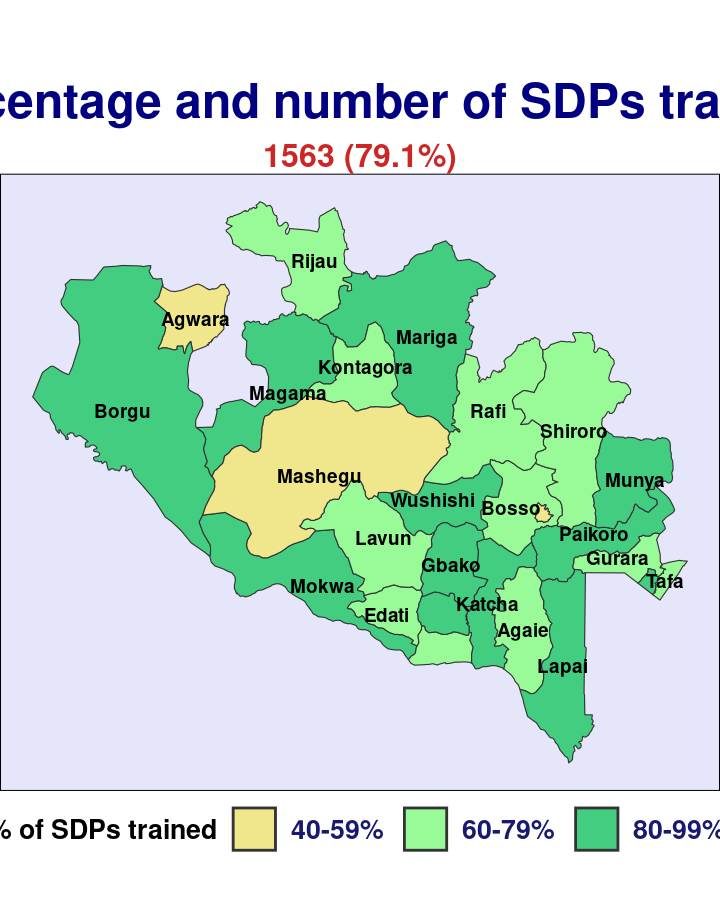 centage and number of SDPs tra
1563 (79.1%)
Rijau
Agwara
Mariga
Kontagora
Magama
Borgu
Rafi
Shiroro
Mashegu
Munya
Wushishi
Bosso
Paikoro
Lavun
Gurara
Gbako
Tafa
Mokwa
Katcha
Edati
Agaie
Lapai
% of SDPs trained 40-59% 60-79% 80-99%